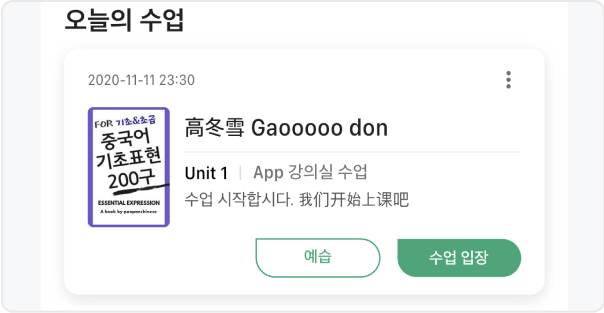 오늘의 수업
2020-11-11 23:30
FOR 기초&초급
중국어
기초표현
200구
ESSENTIAL EXPRESSION
A book by panpanchiness
高冬雪 Gaooooo don
Unit 1 | App 강의실 수업
수업 시작합시다. 我们开始上课吧
예습
수업 입장